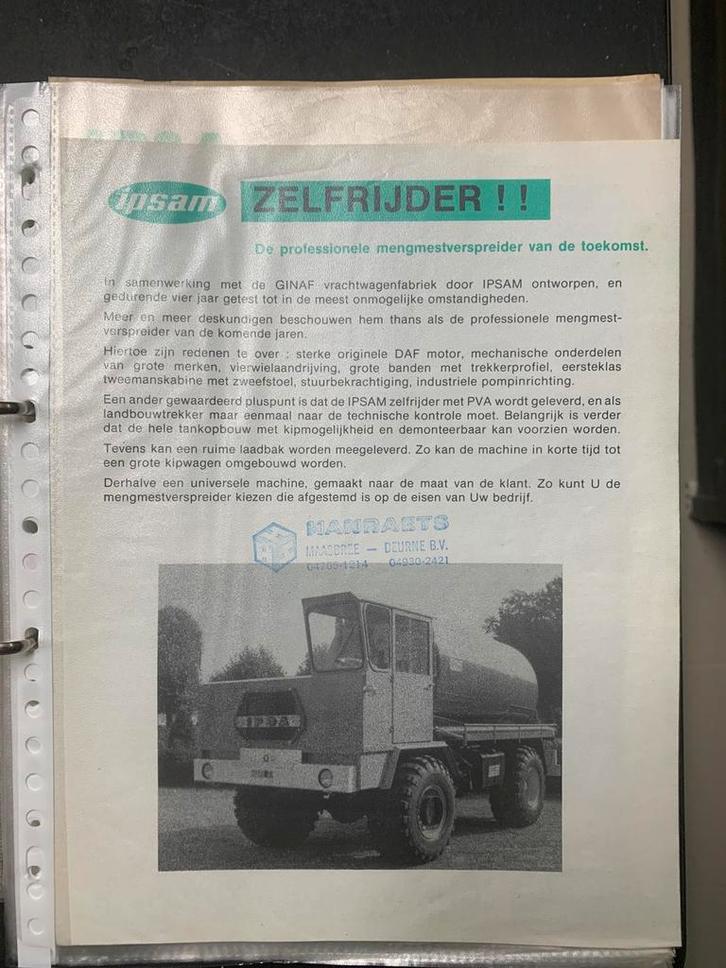 ipsam ZELFRIJDER !!
De professionele mengmestverspreider van de toekomst.
In samenwerking met de GINAF vrachtwagenfabriek door IPSAM ontworpen, en
gedurende vier jaar getest tot in de meest onmogelijke omstandigheden.
Meer en meer deskundigen beschouwen hem thans als de professionele mengmest-
verspreider van de komende jaren.
Hiertoe zijn redenen te over : sterke originele DAF motor, mechanische onderdelen
van grote merken, vierwielaandrijving, grote banden met trekkerprofiel, eersteklas
tweemanskabine met zweefstoel, stuurbekrachtiging, industriele pompinrichting.
Een ander gewaardeerd pluspunt is dat de IPSAM zelfrijder met PVA wordt geleverd, en als
landbouwtrekker maar eenmaal naar de technische kontrole moet. Belangrijk is verder
dat de hele tankopbouw met kipmogelijkheid en demonteerbaar kan voorzien worden.
Tevens kan een ruime laadbak worden meegeleverd. Zo kan de machine in korte tijd tot
een grote kipwagen omgebouwd worden.
Derhalve een universele machine, gemaakt naar de maat van de klant. Zo kunt U de
mengmestverspreider kiezen die afgestemd is op de eisen van Uw bedrijf.
HANRAETS
MAASBREE — DEURNE B.V.
04765-1214 04930-2421